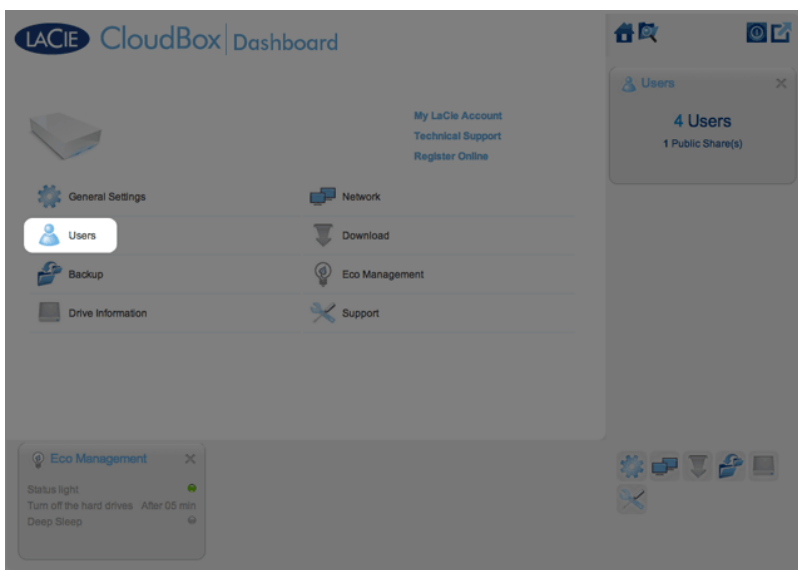 LACIE CloudBox Dashboard
Users
4 Users
1 Public Share(s)
My LaCie Account
Technical Support
Register Online
General Settings
Network
Users
Download
Backup
Eco Management
Drive Information
Support
Eco Management
Status light
Turn off the hard drives After 05 min
Deep Sleep